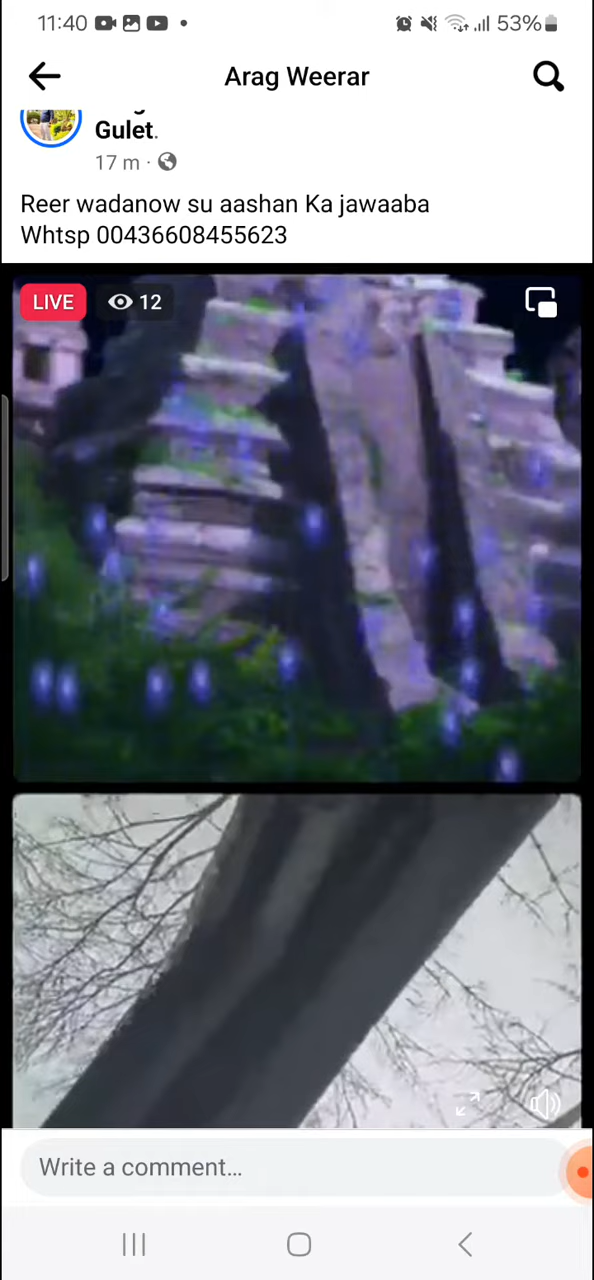 11:40
53%
Arag Weerar
Gulet.
17 m ·
Reer wadanow su aashan Ka jawaaba
Whtsp 00436608455623
LIVE 12
Write a comment...